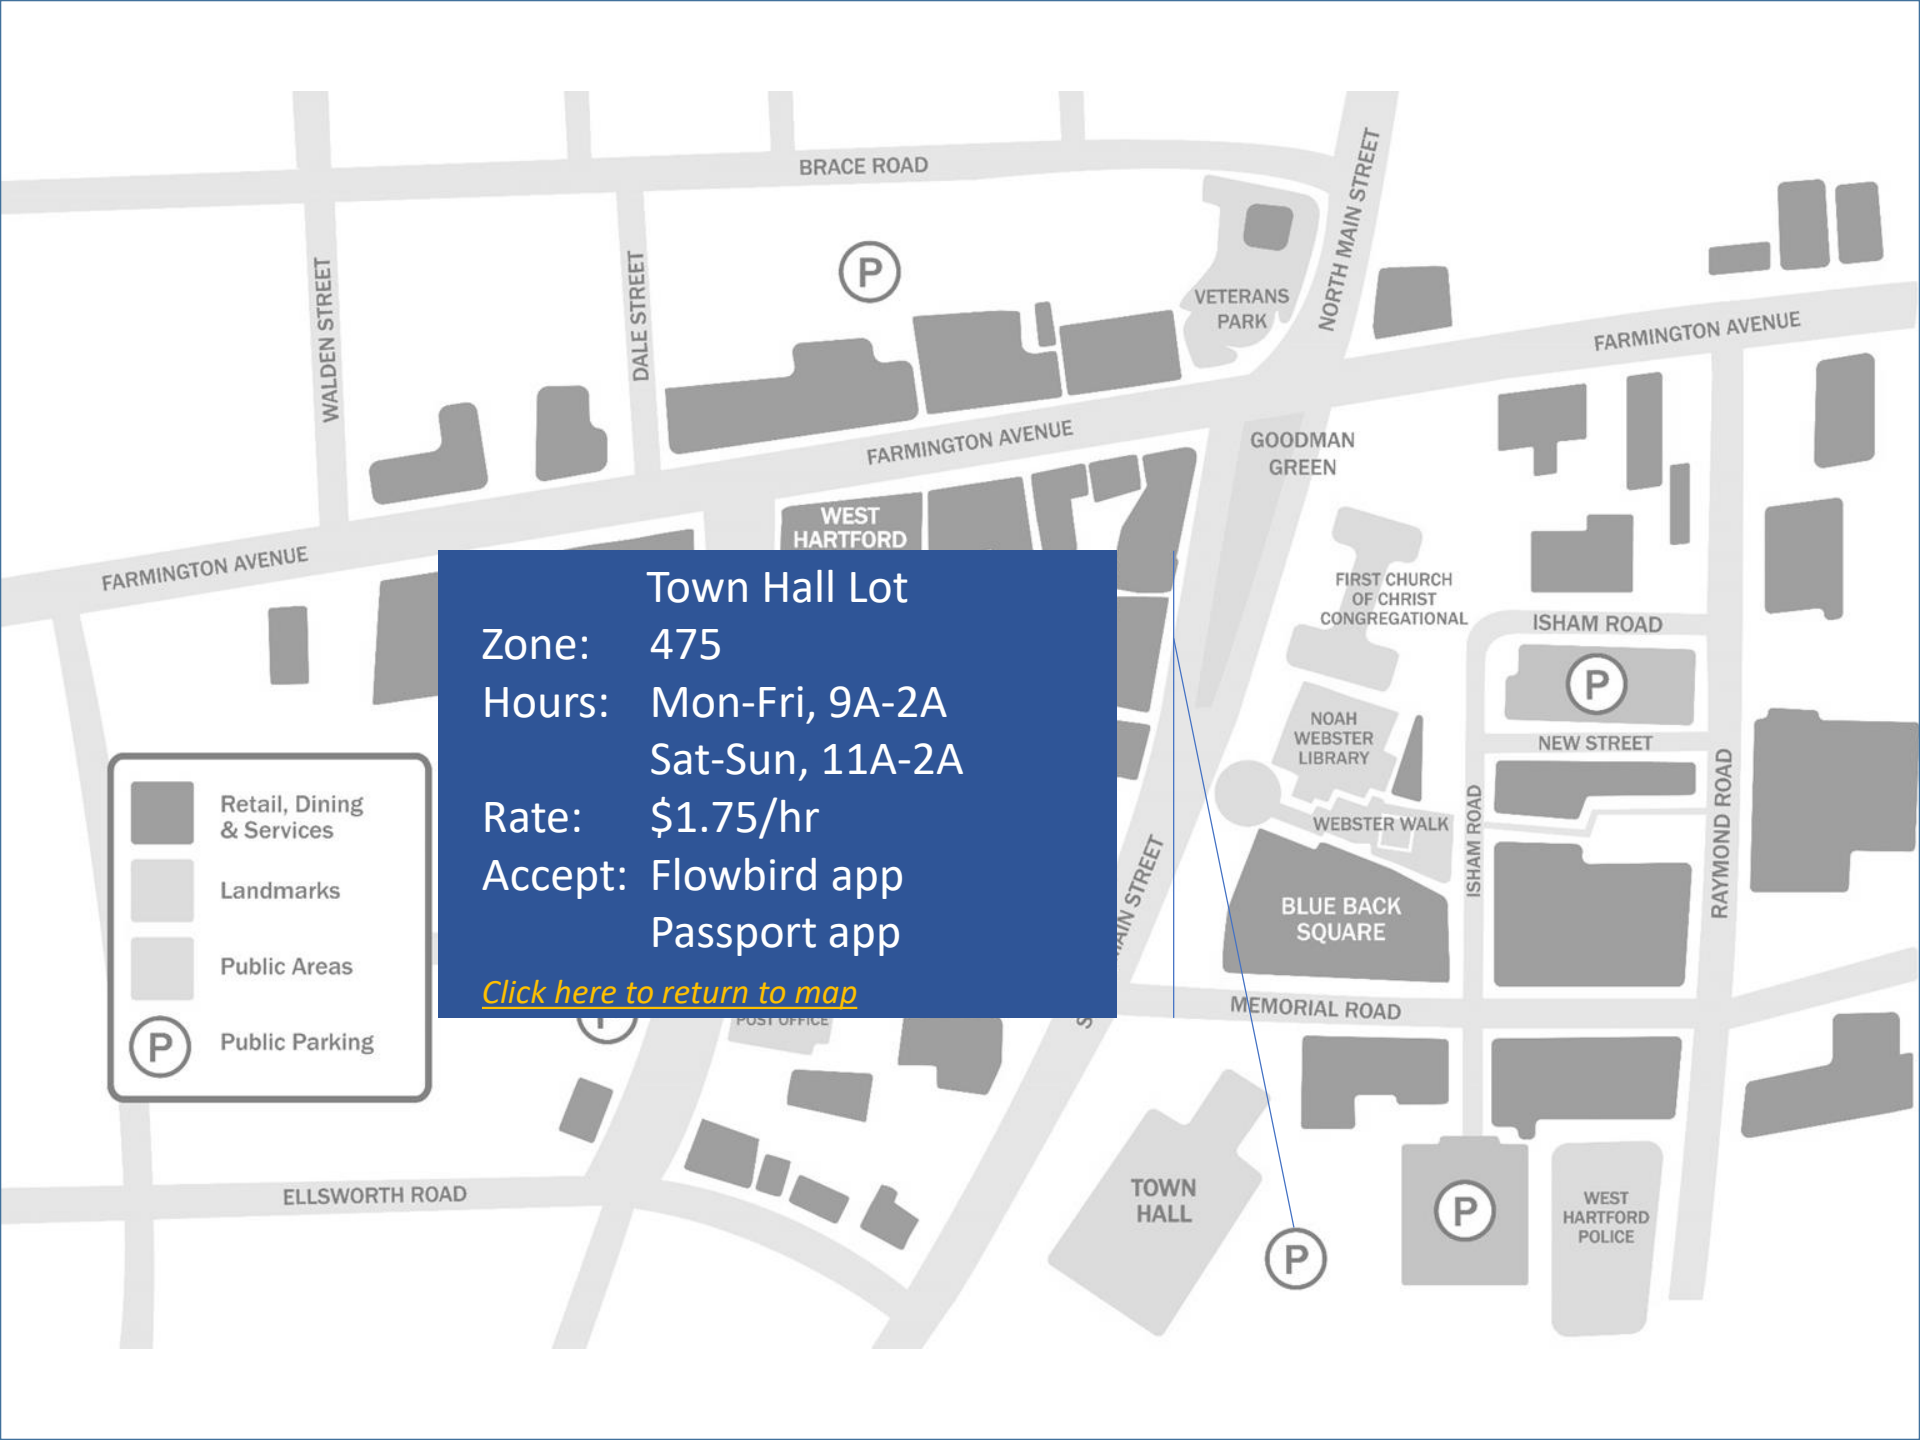 BRACE ROAD
NORTH MAIN STREET
WALDEN STREET
DALE STREET
P
VETERANS
PARK
FARMINGTON AVENUE
FARMINGTON AVENUE
GOODMAN
GREEN
WEST
HARTFORD
FARMINGTON AVENUE
FIRST CHURCH
OF CHRIST
CONGREGATIONAL
ISHAM ROAD
P
NOAH
WEBSTER
LIBRARY
NEW STREET
WEBSTER WALK
ISHAM ROAD
RAYMOND ROAD
BLUE BACK
SQUARE
MEMORIAL ROAD
MAIN STREET
Town Hall Lot
Zone: 475
Hours: Mon-Fri, 9A-2A
Sat-Sun, 11A-2A
Rate: $1.75/hr
Accept: Flowbird app
Passport app
Click here to return to map
Retail, Dining
& Services
Landmarks
Public Areas
P Public Parking
POST OFFICE
ELLSWORTH ROAD
TOWN
HALL
P
P
WEST
HARTFORD
POLICE